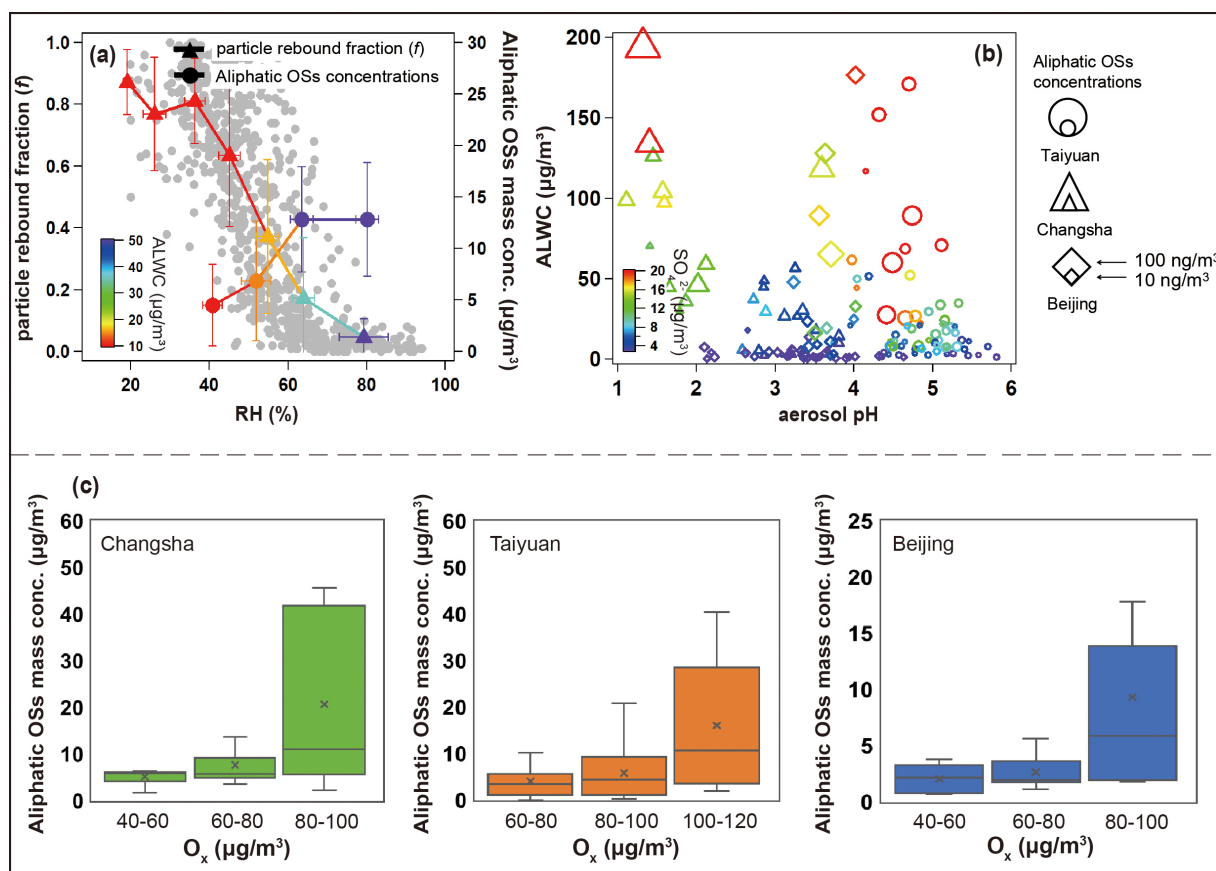 (a)
particle rebound fraction (f)
Aliphatic OSs concentrations
1.0
0.8
0.6
0.4
0.2
0.0
particle rebound fraction (f)
30
25
20
15
10
5
0
Aliphatic OSs mass conc. (µg/m³)
50
40
30
20
10
ALWC (µg/m³)
20 40 60 80 100
RH (%)
(b)
200
150
100
50
0
ALWC (µgu/m³)
20
16
12
8
4
SO₄²⁻ (µg/m³)
1 2 3 4 5 6
aerosol pH
Aliphatic OSs
concentrations
Taiyuan
Changsha
100 ng/m³
10 ng/m³
Beijing
(c)
Aliphatic OSs mass conc. (µg/m³)
60
50
40
30
20
10
0
Changsha
40-60 60-80 80-100
Oₓ (µg/m³)
Aliphatic OSs mass conc. (µg/m³)
60
50
40
30
20
10
0
Taiyuan
60-80 80-100 100-120
Oₓ (µg/m³)
Aliphatic OSs mass conc. (µg/m³)
25
20
15
10
5
0
Beijing
40-60 60-80 80-100
Oₓ (µg/m³)